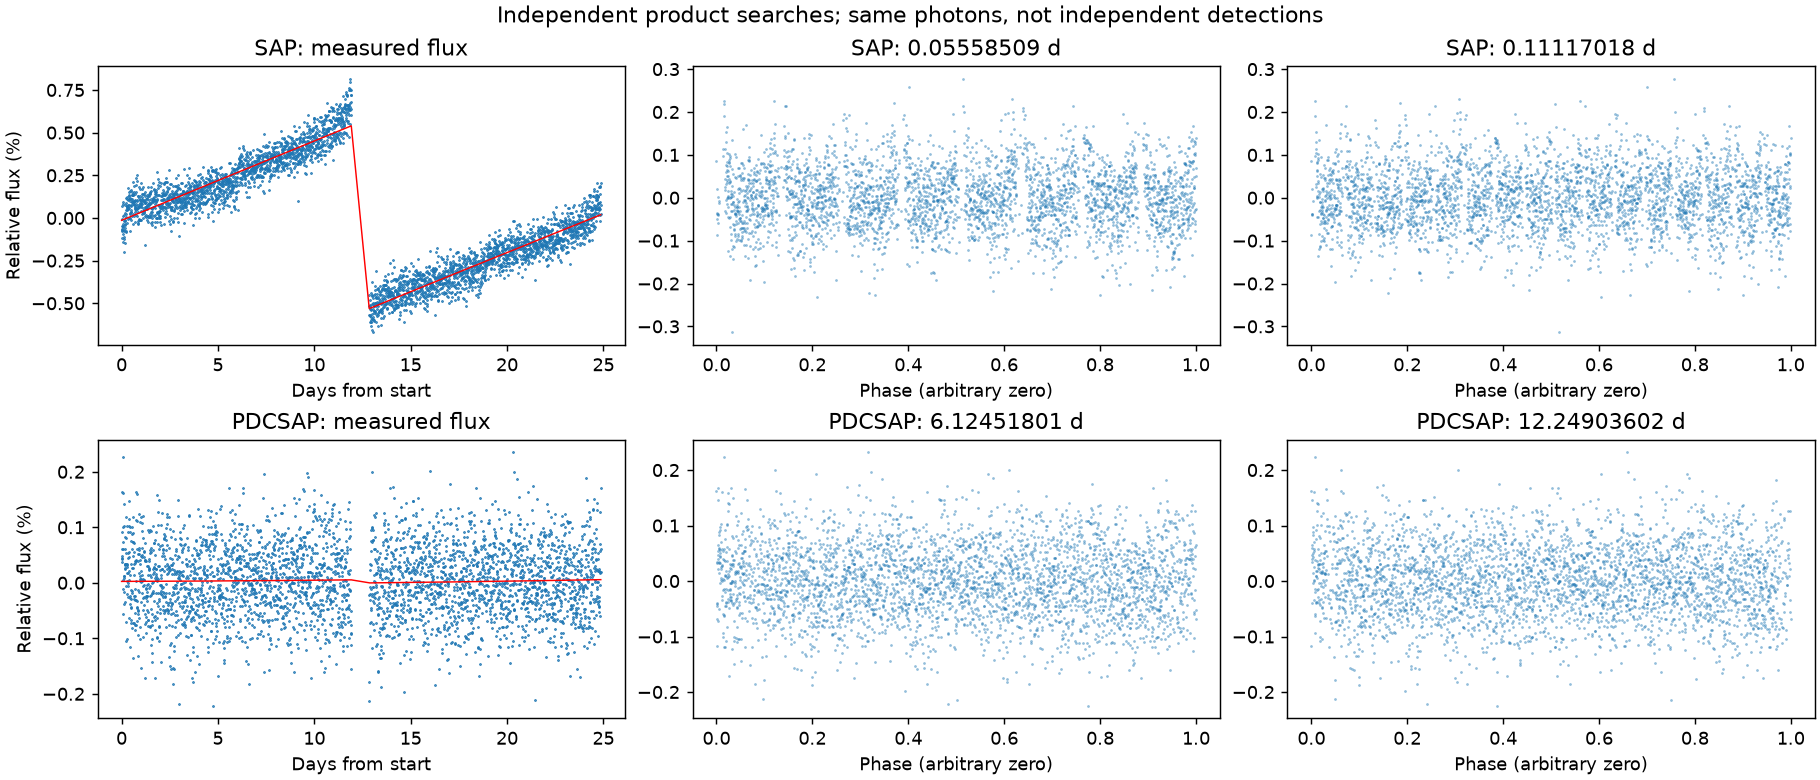 Independent product searches; same photons, not independent detections
SAP: measured flux
Relative flux (%)
0.75
0.50
0.25
0.00
−0.25
−0.50
0 5 10 15 20 25
Days from start
SAP: 0.05558509 d
0.3
0.2
0.1
0.0
−0.1
−0.2
−0.3
0.0 0.2 0.4 0.6 0.8 1.0
Phase (arbitrary zero)
SAP: 0.11117018 d
0.3
0.2
0.1
0.0
−0.1
−0.2
−0.3
0.0 0.2 0.4 0.6 0.8 1.0
Phase (arbitrary zero)
PDCSAP: measured flux
Relative flux (%)
0.2
0.1
0.0
−0.1
−0.2
0 5 10 15 20 25
Days from start
PDCSAP: 6.12451801 d
0.2
0.1
0.0
−0.1
−0.2
0.0 0.2 0.4 0.6 0.8 1.0
Phase (arbitrary zero)
PDCSAP: 12.24903602 d
0.2
0.1
0.0
−0.1
−0.2
0.0 0.2 0.4 0.6 0.8 1.0
Phase (arbitrary zero)